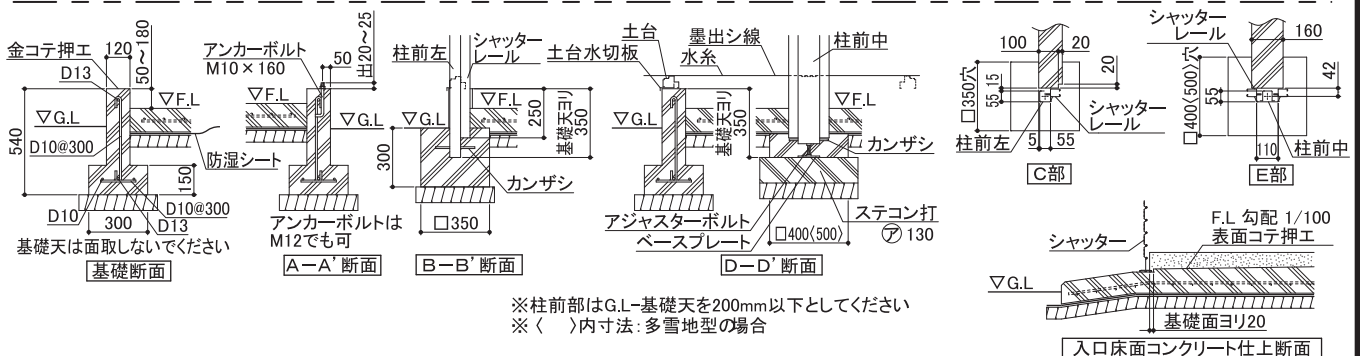 金コテ押エ
120
50~180
D13
▽F.L
▽G.L
540
D10@300
防湿シート
150
D10
300
D10@300
D13
基礎天は面取しないでください
基礎断面
アンカーボルト
M10×160
50
出20~25
▽F.L
▽G.L
アンカーボルトは
M12でも可
A-A'断面
柱前左
シャッター
レール
▽F.L
▽G.L
250
基礎天ヨリ
350
300
カンザシ
□350
B-B'断面
土台
土台水切板
墨出シ線
水糸
柱前中
▽F.L
▽G.L
基礎天ヨリ
350
カンザシ
アジャスターボルト
ベースプレート
ステコン打
ア 130
□400〈500〉
D-D'断面
100
20
□350穴
55
15
20
シャッター
レール
柱前左
5
55
C部
シャッター
レール
160
□400〈500〉穴
55
42
110
柱前中
E部
シャッター
F.L 勾配 1/100
表面コテ押エ
▽G.L
基礎面ヨリ20
入口床面コンクリート仕上断面
※柱前部はG.L-基礎天を200mm以下としてください
※〈 〉内寸法:多雪地型の場合